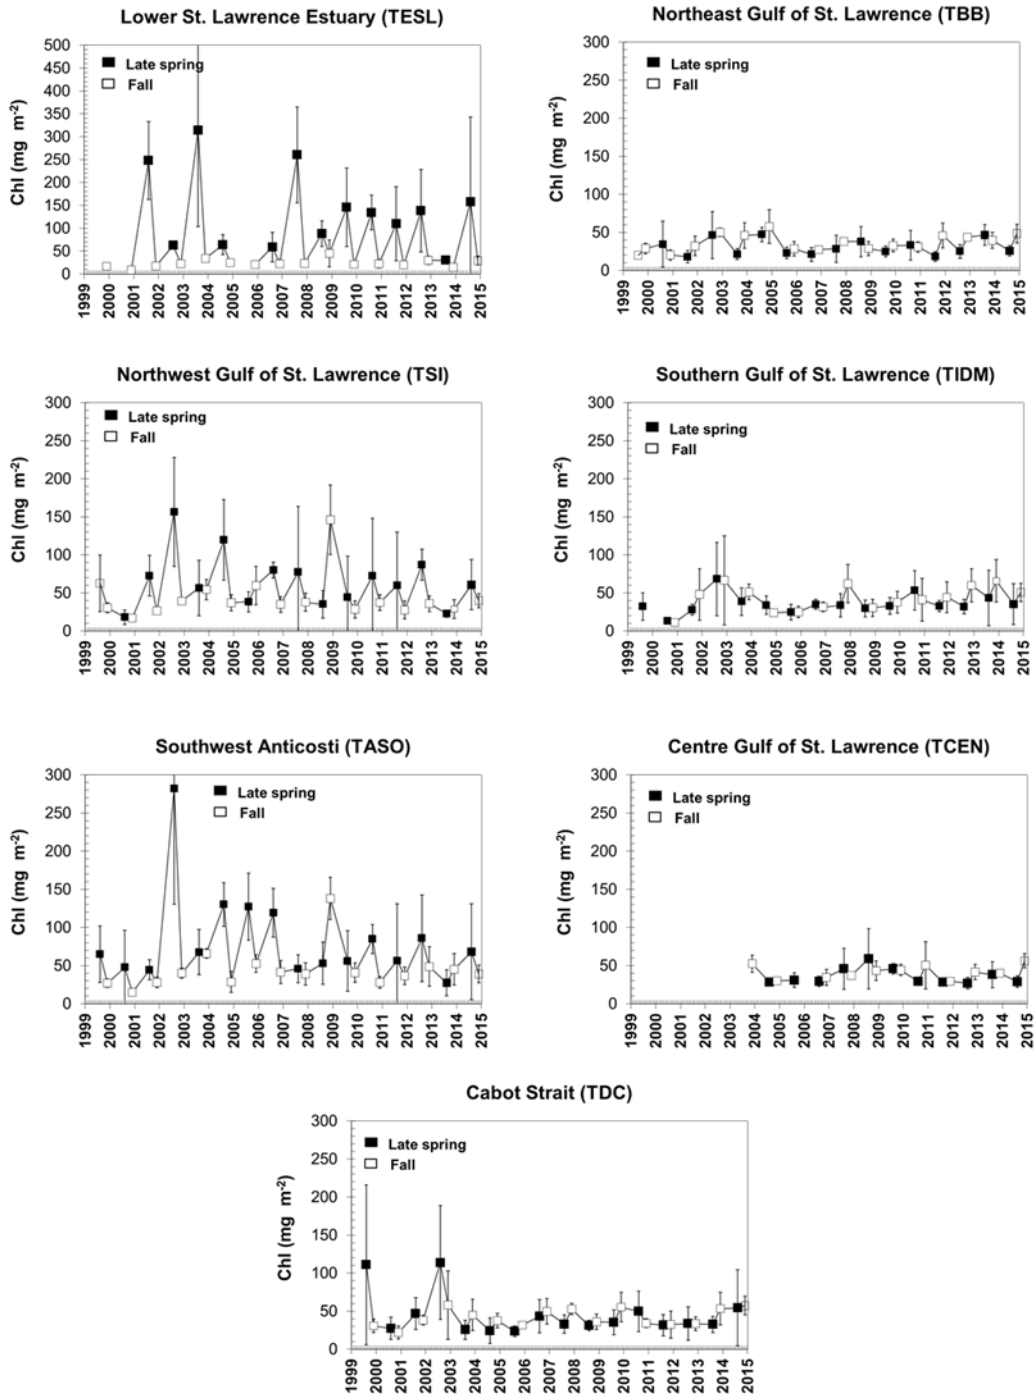 Lower St. Lawrence Estuary (TESL)
Chl (mg m-2)
500
450
400
350
300
250
200
150
100
50
0
Late spring
Fall
1999 2000 2001 2002 2003 2004 2005 2006 2007 2008 2009 2010 2011 2012 2013 2014 2015
Northeast Gulf of St. Lawrence (TBB)
Chl (mg m-2)
300
250
200
150
100
50
0
Late spring
Fall
1999 2000 2001 2002 2003 2004 2005 2006 2007 2008 2009 2010 2011 2012 2013 2014 2015
Northwest Gulf of St. Lawrence (TSI)
Chl (mg m-2)
300
250
200
150
100
50
0
Late spring
Fall
1999 2000 2001 2002 2003 2004 2005 2006 2007 2008 2009 2010 2011 2012 2013 2014 2015
Southern Gulf of St. Lawrence (TIDM)
Chl (mg m-2)
300
250
200
150
100
50
0
Late spring
Fall
1999 2000 2001 2002 2003 2004 2005 2006 2007 2008 2009 2010 2011 2012 2013 2014 2015
Southwest Anticosti (TASO)
Chl (mg m-2)
300
250
200
150
100
50
0
Late spring
Fall
1999 2000 2001 2002 2003 2004 2005 2006 2007 2008 2009 2010 2011 2012 2013 2014 2015
Centre Gulf of St. Lawrence (TCEN)
Chl (mg m-2)
300
250
200
150
100
50
0
Late spring
Fall
1999 2000 2001 2002 2003 2004 2005 2006 2007 2008 2009 2010 2011 2012 2013 2014 2015
Cabot Strait (TDC)
Chl (mg m-2)
300
250
200
150
100
50
0
Late spring
Fall
1999 2000 2001 2002 2003 2004 2005 2006 2007 2008 2009 2010 2011 2012 2013 2014 2015